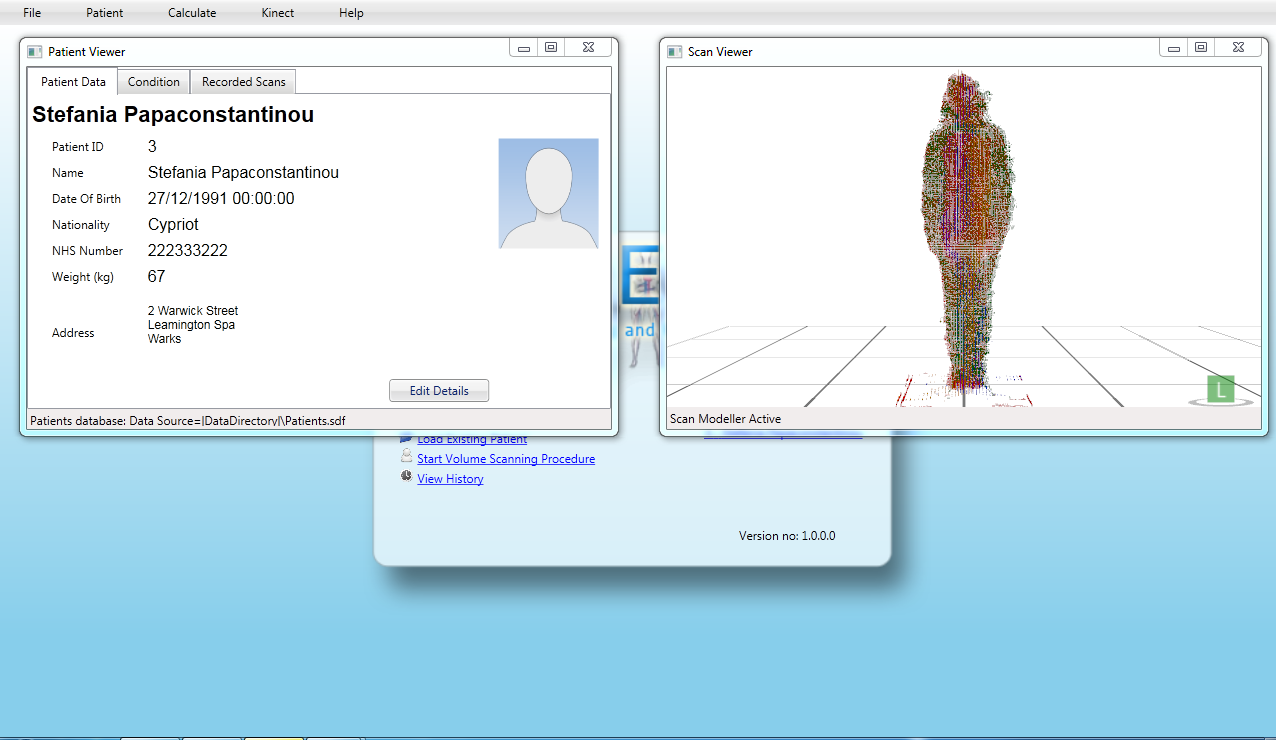 File Patient Calculate Kinect Help
Patient Viewer
Patient Data Condition Recorded Scans
Stefania Papaconstantinou
Patient ID 3
Name Stefania Papaconstantinou
Date Of Birth 27/12/1991 00:00:00
Nationality Cypriot
NHS Number 222333222
Weight (kg) 67
Address
2 Warwick Street
Leamington Spa
Warks
Edit Details
Patients database: Data Source=|DataDirectory|\Patients.sdf
Scan Viewer
L
Scan Modeller Active
and
Load Existing Patient
Start Volume Scanning Procedure
View History
Version no: 1.0.0.0